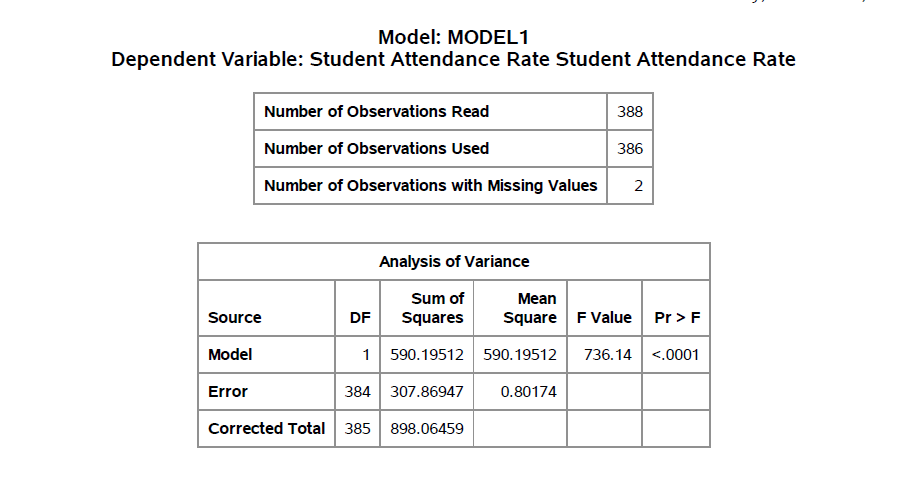 Model: MODEL1
Dependent Variable: Student Attendance Rate Student Attendance Rate
Number of Observations Read 388
Number of Observations Used 386
Number of Observations with Missing Values 2
Analysis of Variance
Source DF Sum of Squares Mean Square F Value Pr > F
Model 1 590.19512 590.19512 736.14 <.0001
Error 384 307.86947 0.80174
Corrected Total 385 898.06459